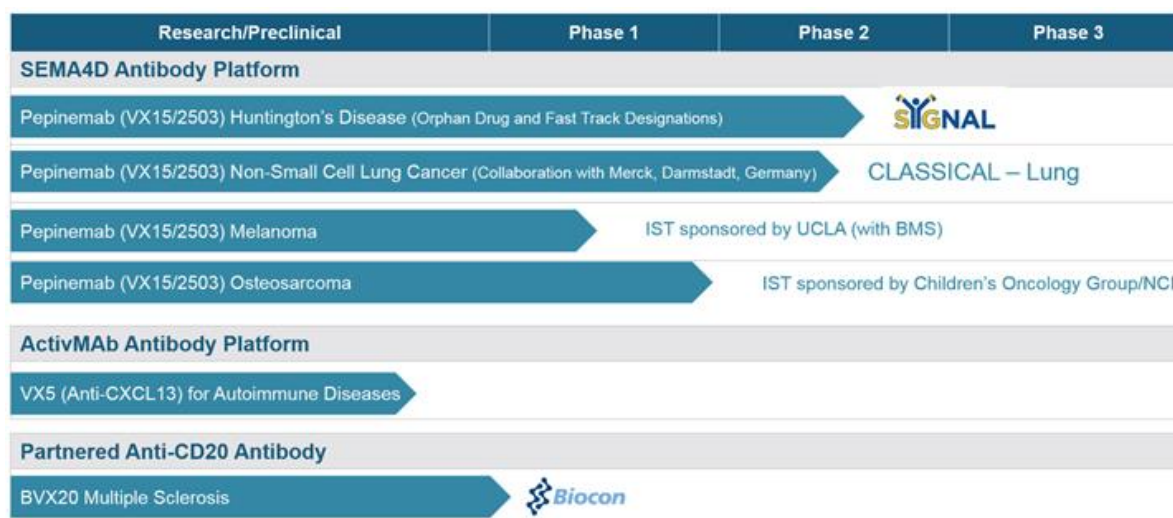 Research/Preclinical Phase 1 Phase 2 Phase 3
SEMA4D Antibody Platform
Pepinemab (VX15/2503) Huntington's Disease (Orphan Drug and Fast Track Designations) SIGNAL
Pepinemab (VX15/2503) Non-Small Cell Lung Cancer (Collaboration with Merck, Darmstadt, Germany) CLASSICAL – Lung
Pepinemab (VX15/2503) Melanoma IST sponsored by UCLA (with BMS)
Pepinemab (VX15/2503) Osteosarcoma IST sponsored by Children's Oncology Group/NCI
ActivMAb Antibody Platform
VX5 (Anti-CXCL13) for Autoimmune Diseases
Partnered Anti-CD20 Antibody
BVX20 Multiple Sclerosis Biocon